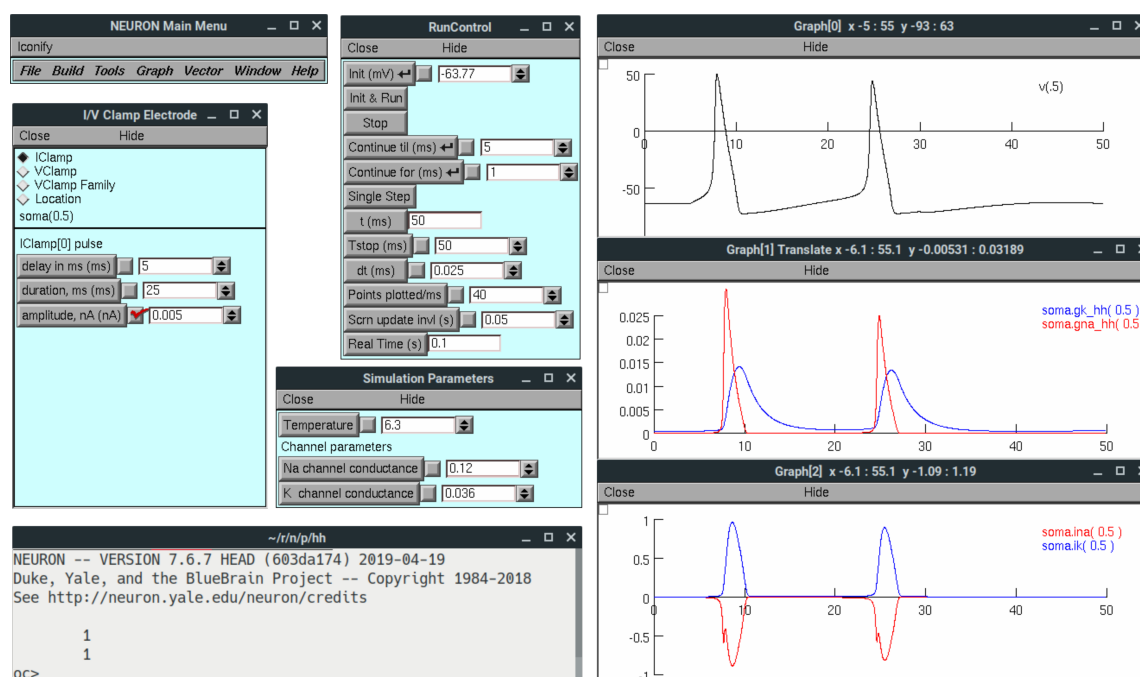 NEURON Main Menu
Iconify
File Build Tools Graph Vector Window Help
I/V Clamp Electrode
Close Hide
IClamp
VClamp
VClamp Family
Location
soma(0.5)
IClamp[0] pulse
delay in ms (ms) 5
duration, ms (ms) 25
amplitude, nA (nA) 0.005
RunControl
Close Hide
Init (mV) -63.77
Init & Run
Stop
Continue til (ms) 5
Continue for (ms) 1
Single Step
t (ms) 50
Tstop (ms) 50
dt (ms) 0.025
Points plotted/ms 40
Scrn update invl (s) 0.05
Real Time (s) 0.1
Simulation Parameters
Close Hide
Temperature 6.3
Channel parameters
Na channel conductance 0.12
K channel conductance 0.036
~/r/n/p/hh
NEURON -- VERSION 7.6.7 HEAD (603da174) 2019-04-19
Duke, Yale, and the BlueBrain Project -- Copyright 1984-2018
See http://neuron.yale.edu/neuron/credits
1
1
oc>
Graph[0] x -5 : 55 y -93 : 63
Close Hide
50
v(.5)
0
0 10 20 30 40 50
-50
Graph[1] Translate x -6.1 : 55.1 y -0.00531 : 0.03189
Close Hide
soma.gk_hh( 0.5 )
soma.gna_hh( 0.5
0.025
0.02
0.015
0.01
0.005
0
0 10 20 30 40 50
Graph[2] x -6.1 : 55.1 y -1.09 : 1.19
Close Hide
1
soma.ina( 0.5 )
soma.ik( 0.5 )
0.5
0
0 10 20 30 40 50
-0.5
-1